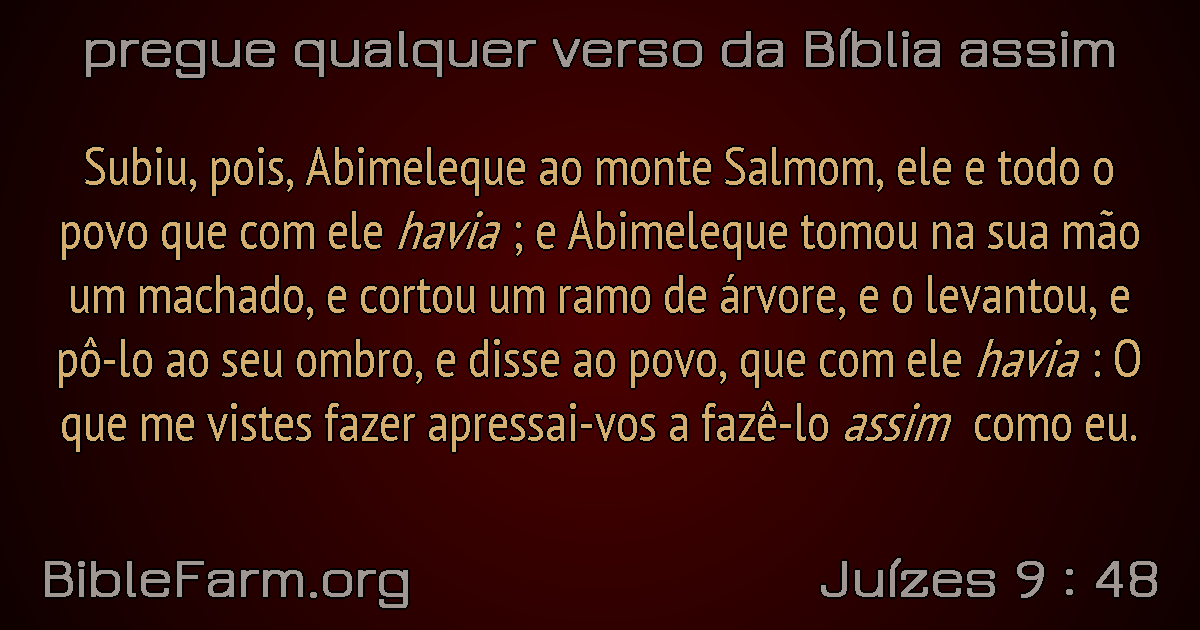 pregue qualquer verso da Bíblia assim
Subiu, pois, Abimeleque ao monte Salmom, ele e todo o
povo que com ele havia ; e Abimeleque tomou na sua mão
um machado, e cortou um ramo de árvore, e o levantou, e
pô-lo ao seu ombro, e disse ao povo, que com ele havia : O
que me vistes fazer apressai-vos a fazê-lo assim como eu.
BibleFarm.org
Juízes 9 : 48